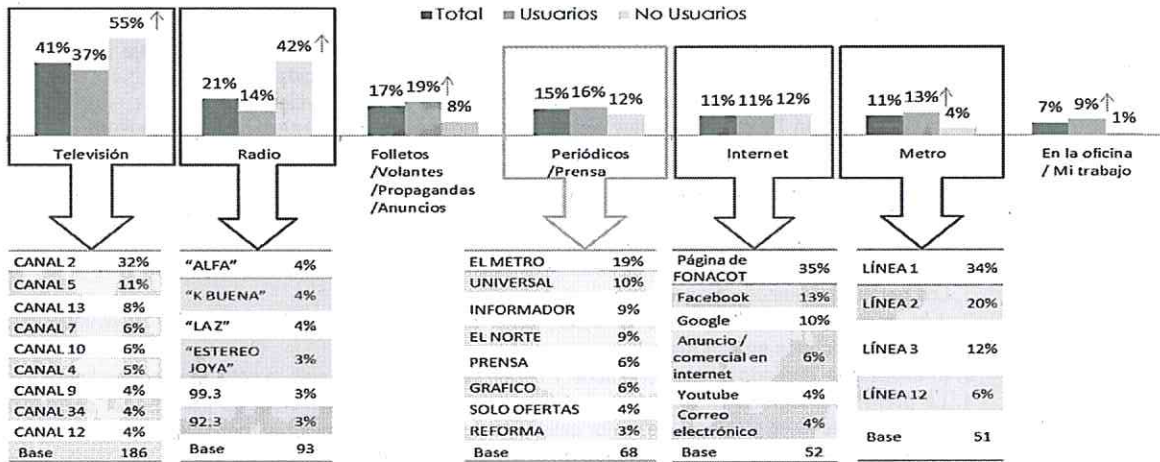 Total Usuarios No Usuarios
41% 37% 55% ↑
Televisión
21% 14% 42% ↑
Radio
17% 19% ↑ 8%
Folletos
/Volantes
/Propagandas
/Anuncios
15% 16% 12%
Periódicos
/Prensa
11% 11% 12%
Internet
11% 13% ↑ 4%
Metro
7% 9% ↑ 1%
En la oficina
/ Mi trabajo
CANAL 2 32%
CANAL 5 11%
CANAL 13 8%
CANAL 7 6%
CANAL 10 6%
CANAL 4 5%
CANAL 9 4%
CANAL 34 4%
CANAL 12 4%
Base 186
"ALFA" 4%
"K BUENA" 4%
"LA Z" 4%
"ESTEREO
JOYA" 3%
99.3 3%
92.3 3%
Base 93
EL METRO 19%
UNIVERSAL 10%
INFORMADOR 9%
EL NORTE 9%
PRENSA 6%
GRAFICO 6%
SOLO OFERTAS 4%
REFORMA 3%
Base 68
Página de
FONACOT 35%
Facebook 13%
Google 10%
Anuncio /
comercial en
internet 6%
Youtube 4%
Correo
electrónico 4%
Base 52
LÍNEA 1 34%
LÍNEA 2 20%
LÍNEA 3 12%
LÍNEA 12 6%
Base 51